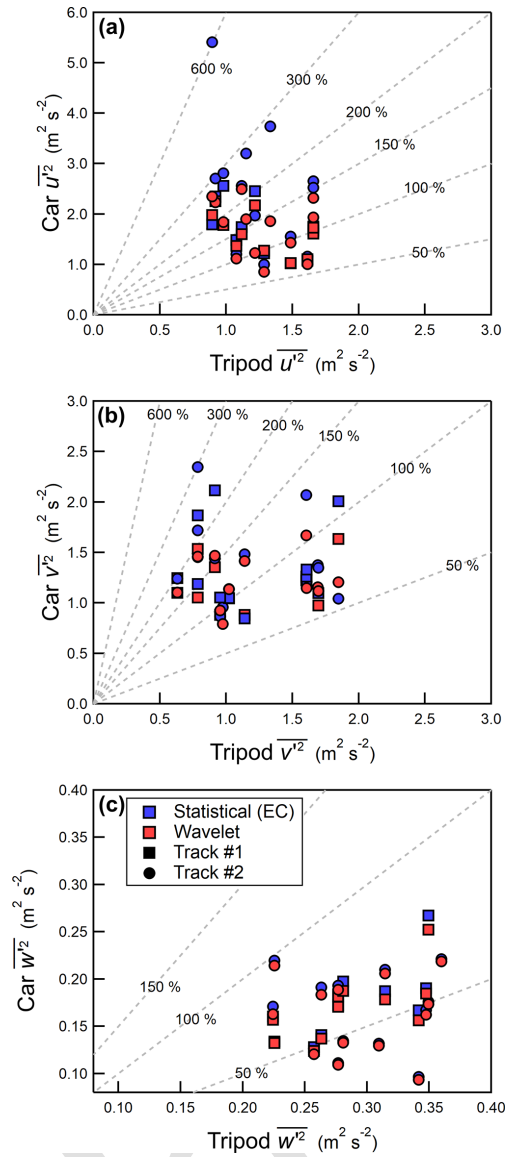 (a)
6.0
5.0
4.0
3.0
2.0
1.0
0.0
600 %
300 %
200 %
150 %
100 %
50 %
Car u'² (m² s⁻²)
0.0 0.5 1.0 1.5 2.0 2.5 3.0
Tripod u'² (m² s⁻²)
(b)
3.0
2.5
2.0
1.5
1.0
0.5
0.0
600 %
300 %
200 %
150 %
100 %
50 %
Car v'² (m² s⁻²)
0.0 0.5 1.0 1.5 2.0 2.5 3.0
Tripod v'² (m² s⁻²)
(c)
0.40
0.35
0.30
0.25
0.20
0.15
0.10
Statistical (EC)
Wavelet
Track #1
Track #2
150 %
100 %
50 %
Car w'² (m² s⁻²)
0.10 0.15 0.20 0.25 0.30 0.35 0.40
Tripod w'² (m² s⁻²)